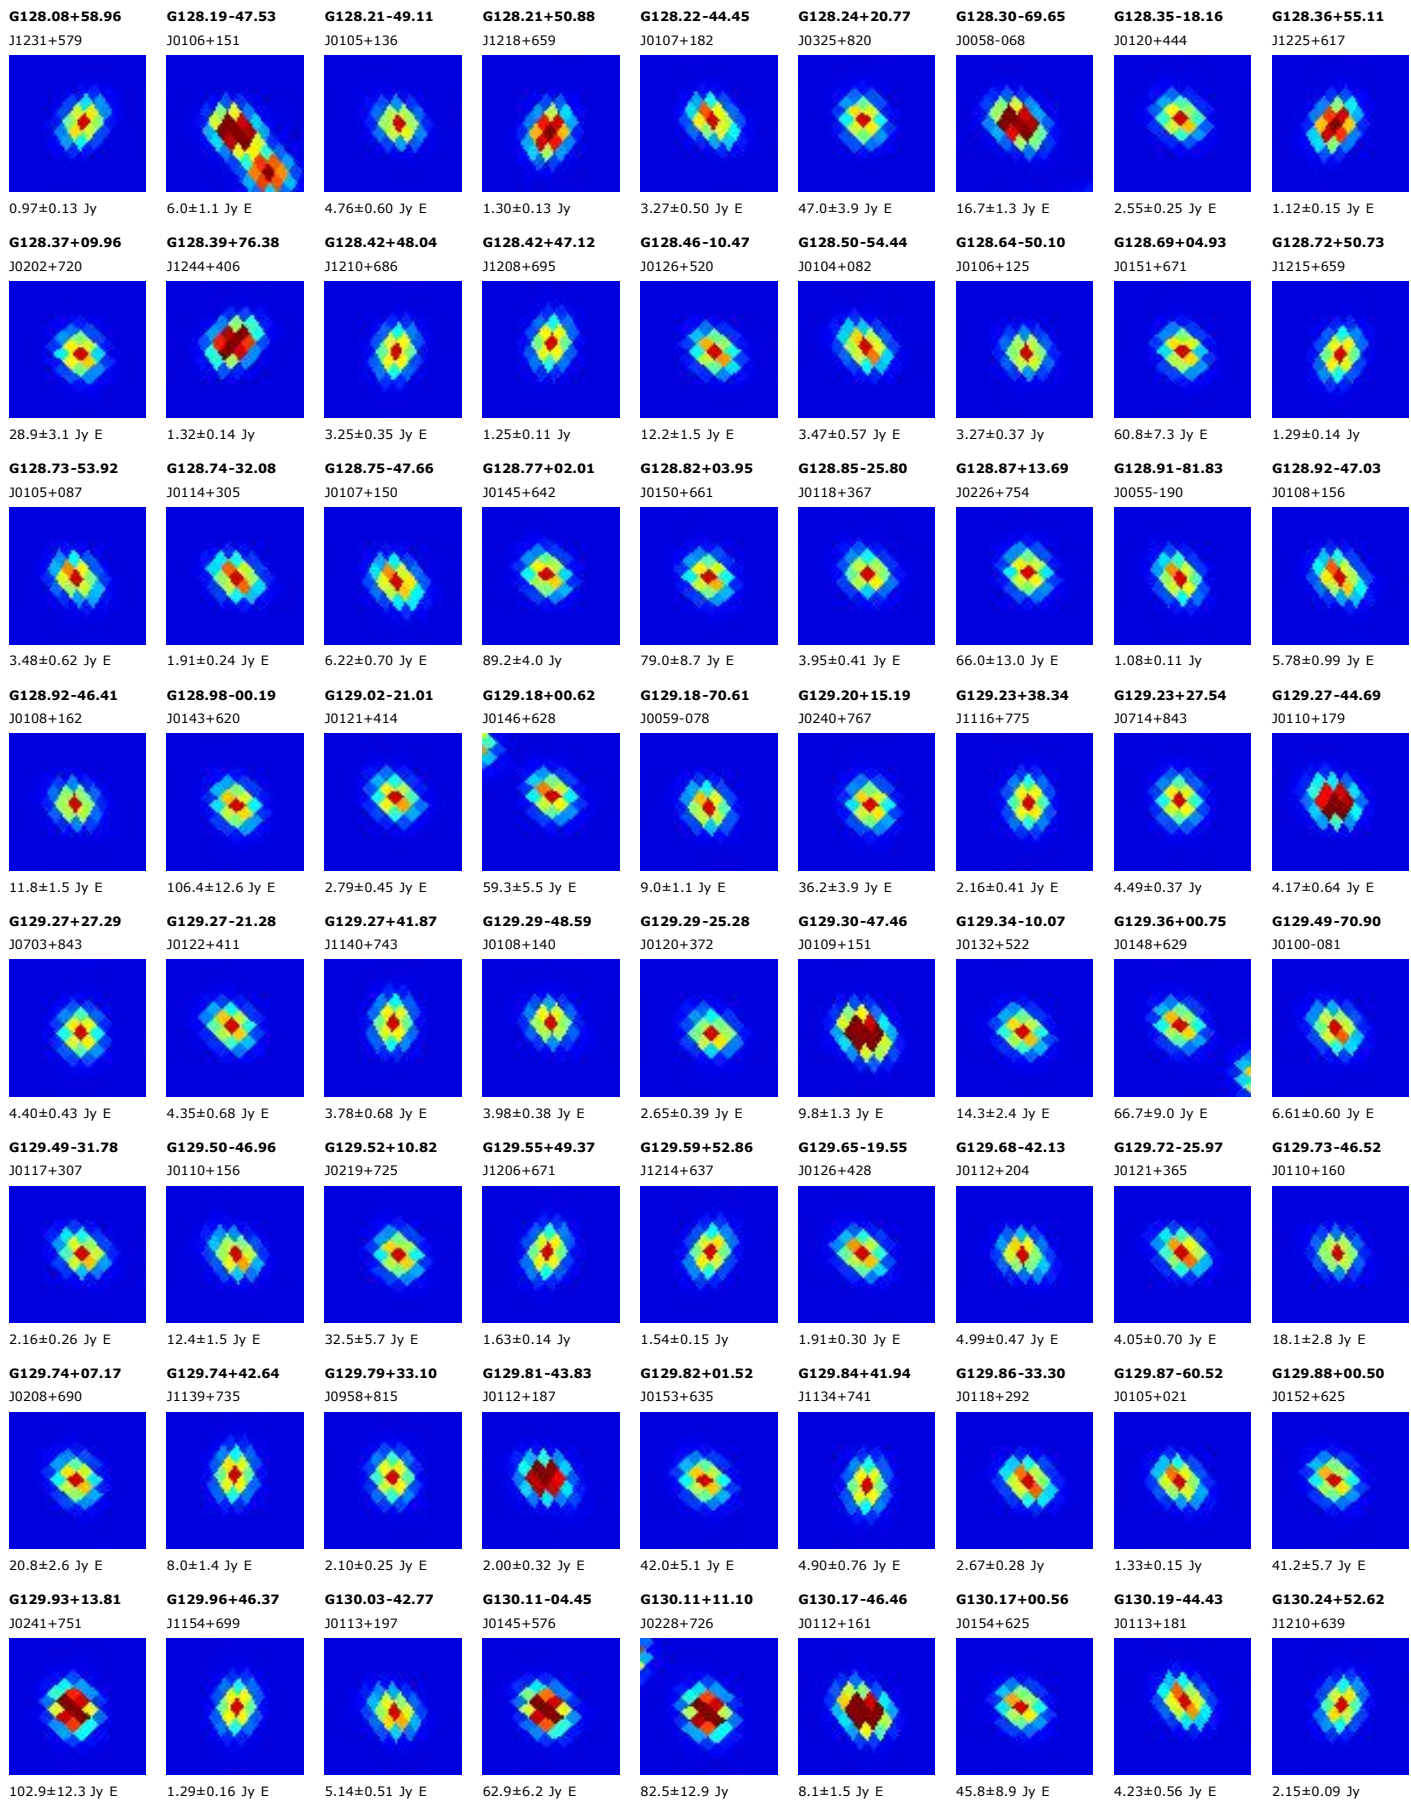 G128.08+58.96 G128.19-47.53 G128.21-49.11 G128.21+50.88 G128.22-44.45 G128.24+20.77 G128.30-69.65 G128.35-18.16 G128.36+55.11
J1231+579 J0106+151 J0105+136 J1218+659 J0107+182 J0325+820 J0058-068 J0120+444 J1225+617
0.97±0.13 Jy 6.0±1.1 Jy E 4.76±0.60 Jy E 1.30±0.13 Jy 3.27±0.50 Jy E 47.0±3.9 Jy E 16.7±1.3 Jy E 2.55±0.25 Jy E 1.12±0.15 Jy
G128.37+09.96 G128.39+76.38 G128.42+48.04 G128.42+47.12 G128.46-10.47 G128.50-54.44 G128.64-50.10 G128.69+04.93 G128.72+50.73
J0202+720 J1244+406 J1210+686 J1208+695 J0126+520 J0104+082 J0106+125 J0151+671 J1215+659
28.9±3.1 Jy E 1.32±0.14 Jy 3.25±0.35 Jy E 1.25±0.11 Jy 12.2±1.5 Jy E 3.47±0.57 Jy E 3.27±0.37 Jy 60.8±7.3 Jy E 1.29±0.14 Jy
G128.73-53.92 G128.74-32.08 G128.75-47.66 G128.77+02.01 G128.82+03.95 G128.85-25.80 G128.87+13.69 G128.91-81.83 G128.92-47.03
J0105+087 J0114+305 J0107+150 J0145+642 J0150+661 J0118+367 J0226+754 J0055-190 J0108+156
3.48±0.62 Jy E 1.91±0.24 Jy E 6.22±0.70 Jy E 89.2±4.0 Jy 79.0±8.7 Jy E 3.95±0.41 Jy E 66.0±13.0 Jy E 1.08±0.11 Jy 5.78±0.99 Jy E
G128.92-46.41 G128.98-00.19 G129.02-21.01 G129.18+00.62 G129.18-70.61 G129.20+15.19 G129.23+38.34 G129.23+27.54 G129.27-44.69
J0108+162 J0143+620 J0121+414 J0146+628 J0059-078 J0240+767 J1116+775 J0714+843 J0110+179
11.8±1.5 Jy E 106.4±12.6 Jy E 2.79±0.45 Jy E 59.3±5.5 Jy E 9.0±1.1 Jy E 36.2±3.9 Jy E 2.16±0.41 Jy E 4.49±0.37 Jy 4.17±0.64 Jy E
G129.27+27.29 G129.27-21.28 G129.27+41.87 G129.29-48.59 G129.29-25.28 G129.30-47.46 G129.34-10.07 G129.36+00.75 G129.49-70.90
J0703+843 J0122+411 J1140+743 J0108+140 J0120+372 J0109+151 J0132+522 J0148+629 J0100-081
4.40±0.43 Jy E 4.35±0.68 Jy E 3.78±0.68 Jy E 3.98±0.38 Jy E 2.65±0.39 Jy E 9.8±1.3 Jy E 14.3±2.4 Jy E 66.7±9.0 Jy E 6.61±0.60 Jy E
G129.49-31.78 G129.50-46.96 G129.52+10.82 G129.55+49.37 G129.59+52.86 G129.65-19.55 G129.68-42.13 G129.72-25.97 G129.73-46.52
J0117+307 J0110+156 J0219+725 J1206+671 J1214+637 J0126+428 J0112+204 J0121+365 J0110+160
2.16±0.26 Jy E 12.4±1.5 Jy E 32.5±5.7 Jy E 1.63±0.14 Jy 1.54±0.15 Jy 1.91±0.30 Jy E 4.99±0.47 Jy E 4.05±0.70 Jy E 18.1±2.8 Jy E
G129.74+07.17 G129.74+42.64 G129.79+33.10 G129.81-43.83 G129.82+01.52 G129.84+41.94 G129.86-33.30 G129.87-60.52 G129.88+00.50
J0208+690 J1139+735 J0958+815 J0112+187 J0153+635 J1134+741 J0118+292 J0105+021 J0152+625
20.8±2.6 Jy E 8.0±1.4 Jy E 2.10±0.25 Jy E 2.00±0.32 Jy E 42.0±5.1 Jy E 4.90±0.76 Jy E 2.67±0.28 Jy 1.33±0.15 Jy 41.2±5.7 Jy E
G129.93+13.81 G129.96+46.37 G130.03-42.77 G130.11-04.45 G130.11+11.10 G130.17-46.46 G130.17+00.56 G130.19-44.43 G130.24+52.62
J0241+751 J1154+699 J0113+197 J0145+576 J0228+726 J0112+161 J0154+625 J0113+181 J1210+639
102.9±12.3 Jy E 1.29±0.16 Jy E 5.14±0.51 Jy E 62.9±6.2 Jy E 82.5±12.9 Jy 8.1±1.5 Jy E 45.8±8.9 Jy E 4.23±0.56 Jy E 2.15±0.09 Jy